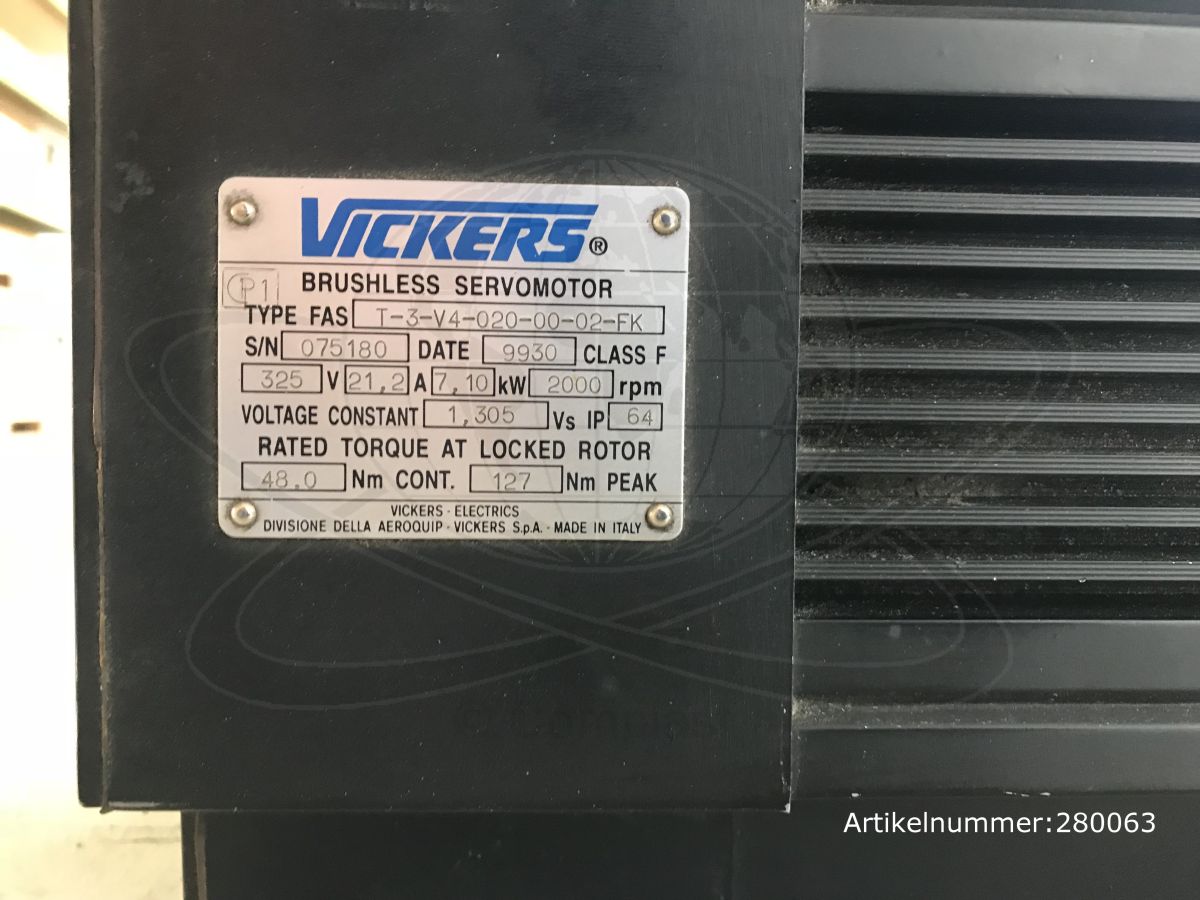 VICKERS®
P1
BRUSHLESS SERVOMOTOR
TYPE FAS T-3-V4-020-00-02-FK
S/N 075180 DATE 9930 CLASS F
325 V 21,2 A 7,10 kW 2000 rpm
VOLTAGE CONSTANT 1,305 Vs IP 64
RATED TORQUE AT LOCKED ROTOR
48.0 Nm CONT. 127 Nm PEAK
VICKERS - ELECTRICS
DIVISIONE DELLA AEROQUIP - VICKERS S.p.A. - MADE IN ITALY
Artikelnummer:280063